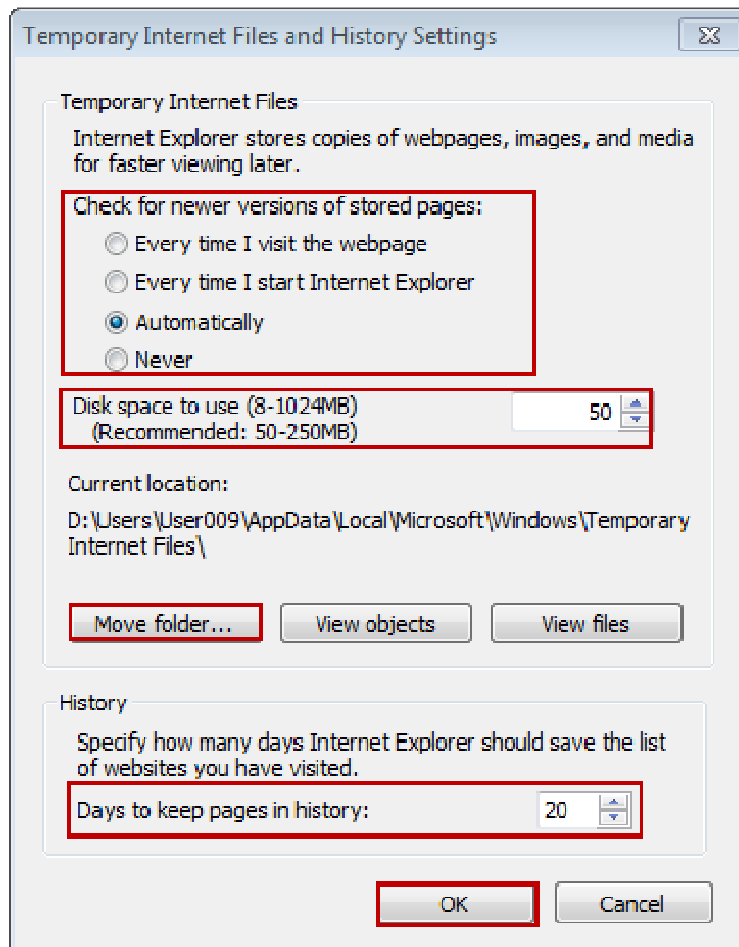 Temporary Internet Files and History Settings
Temporary Internet Files
Internet Explorer stores copies of webpages, images, and media
for faster viewing later.
Check for newer versions of stored pages:
Every time I visit the webpage
Every time I start Internet Explorer
Automatically
Never
Disk space to use (8-1024MB)
50
(Recommended: 50-250MB)
Current location:
D:\Users\User009\AppData\Local\Microsoft\Windows\Temporary
Internet Files\
Move folder... View objects View files
History
Specify how many days Internet Explorer should save the list
of websites you have visited.
Days to keep pages in history: 20
OK Cancel